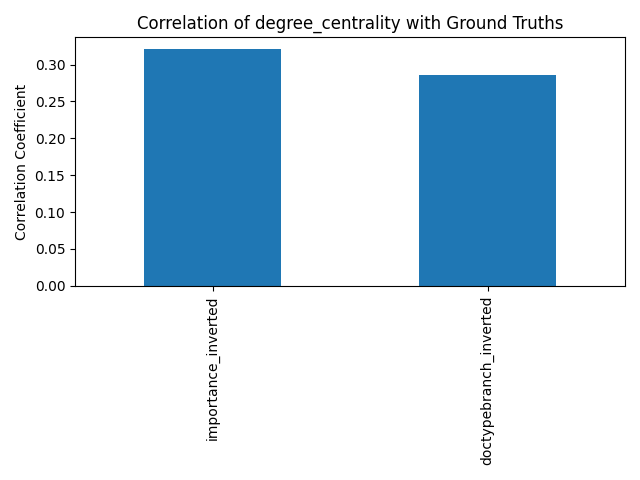 Correlation of degree_centrality with Ground Truths
Correlation Coefficient
0.30
0.25
0.20
0.15
0.10
0.05
0.00
importance_inverted
doctypebranch_inverted